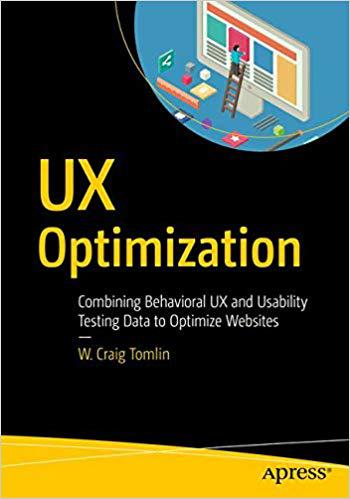 UX
Optimization
Combining Behavioral UX and Usability
Testing Data to Optimize Websites
—
W. Craig Tomlin
Apress®